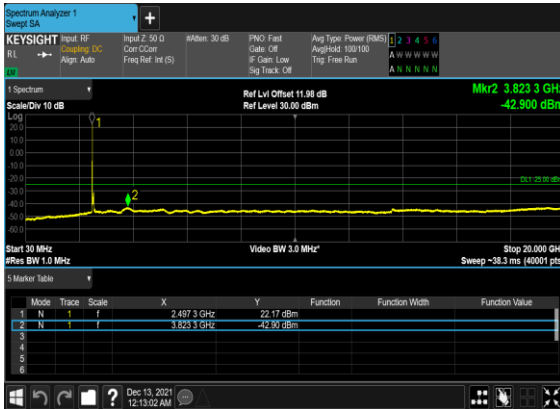 Spectrum Analyzer 1
Swept SA
+
KEYSIGHT Input: RF Input Z: 50 Ω #Atten: 30 dB PNO: Fast Avg Type: Power (RMS) 1 2 3 4 5 6
RL Coupling: DC Corr CCorr Gate: Off Avg|Hold: 100/100 A W W W W W
Align: Auto Freq Ref: Int (S) IF Gain: Low Trig: Free Run
Sig Track: Off A N N N N N
LXI
1 Spectrum Ref Lvl Offset 11.98 dB Mkr2 3.823 3 GHz
Scale/Div 10 dB Ref Level 30.00 dBm -42.900 dBm
Log
20.0
10.0
0.00
-10.0
-20.0
-30.0
-40.0
-50.0
-60.0
1
2
DL1 -25.00 dBm
Start 30 MHz Video BW 3.0 MHz* Stop 20.000 GHz
#Res BW 1.0 MHz Sweep ~38.3 ms (40001 pts)
5 Marker Table
Mode Trace Scale X Y Function Function Width Function Value
1 N 1 f 2.497 3 GHz 22.17 dBm
2 N 1 f 3.823 3 GHz -42.90 dBm
3
4
5
6
? Dec 13, 2021
12:13:02 AM